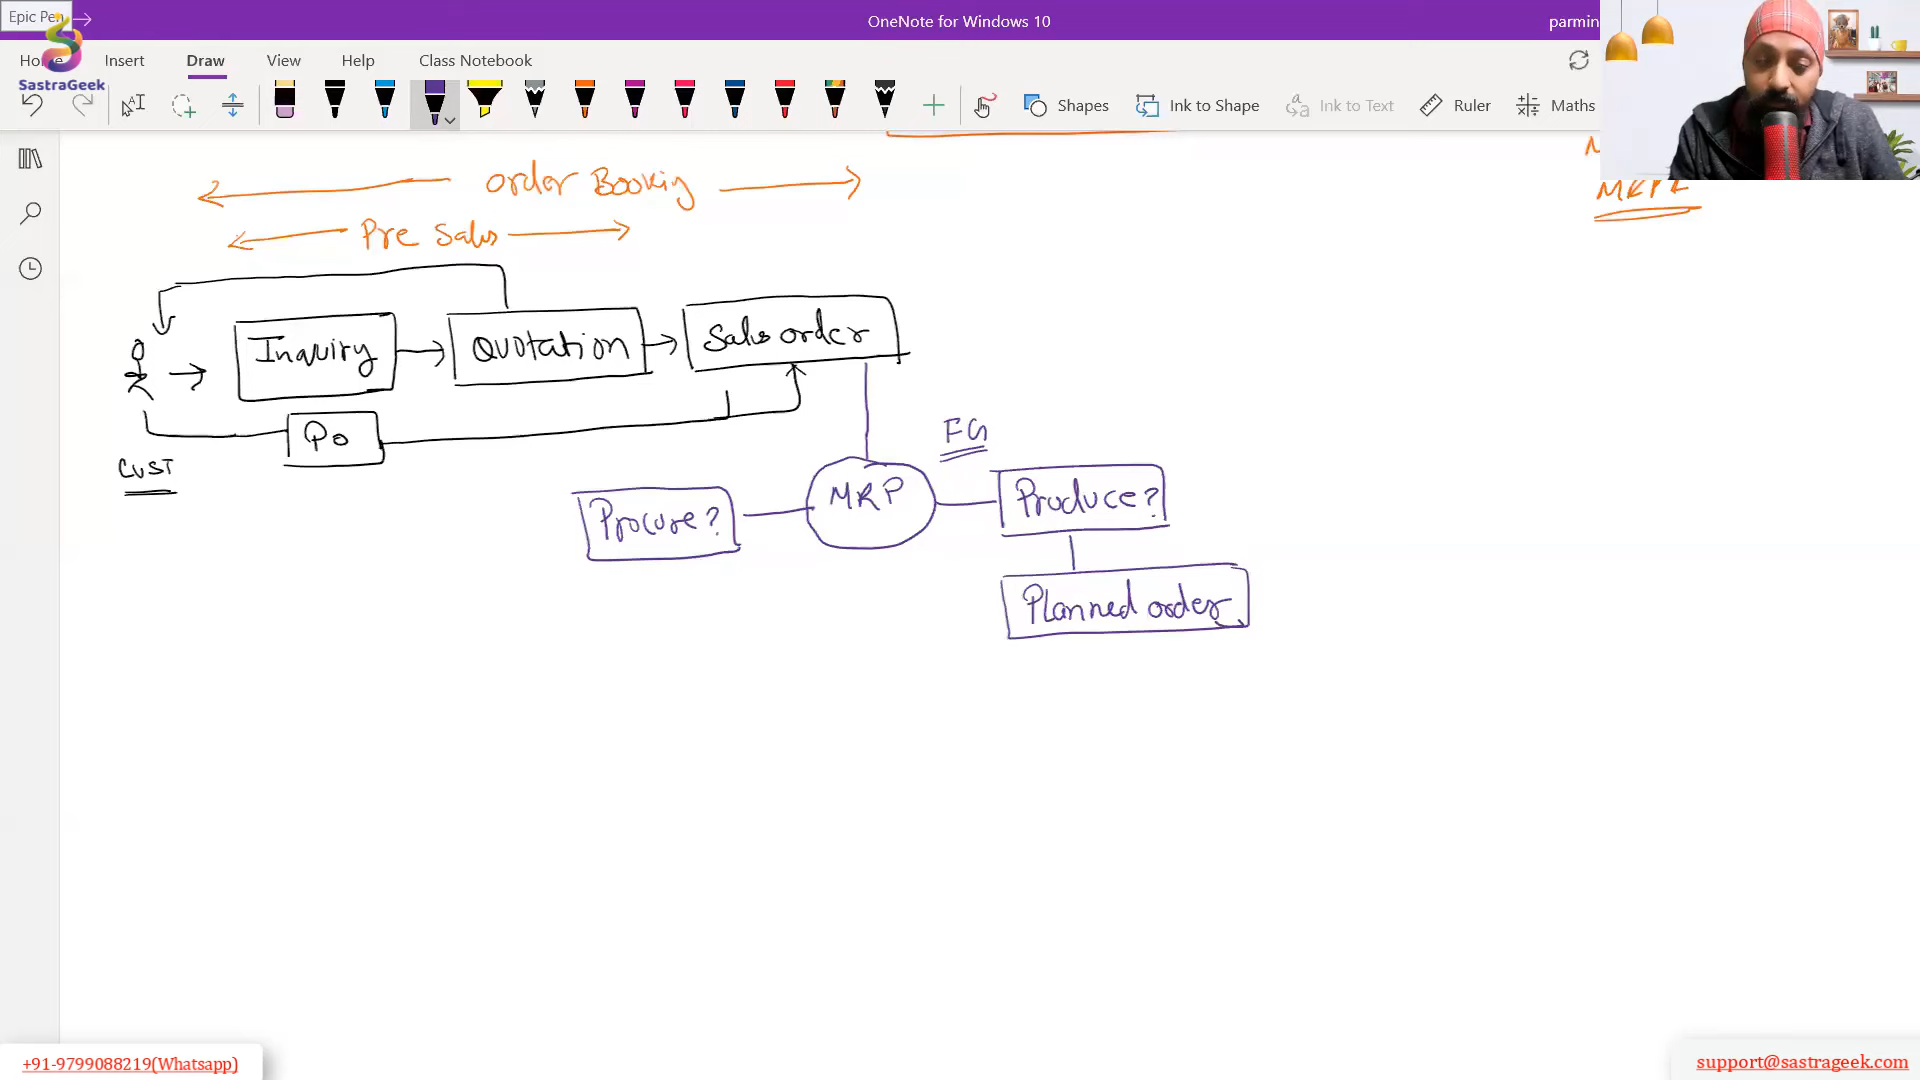 Epic Pen
OneNote for Windows 10
parmin
SastraGeek
Insert
Draw
View
Help
Class Notebook
Shapes
Ink to Shape
Ink to Text
Ruler
Maths
order Booking
Pre Sales
Inquiry
Quotation
Sales order
PO
CUST
FG
MRP
Procure?
Produce?
Planned order
+91-9799088219(Whatsapp)
support@sastrageek.com